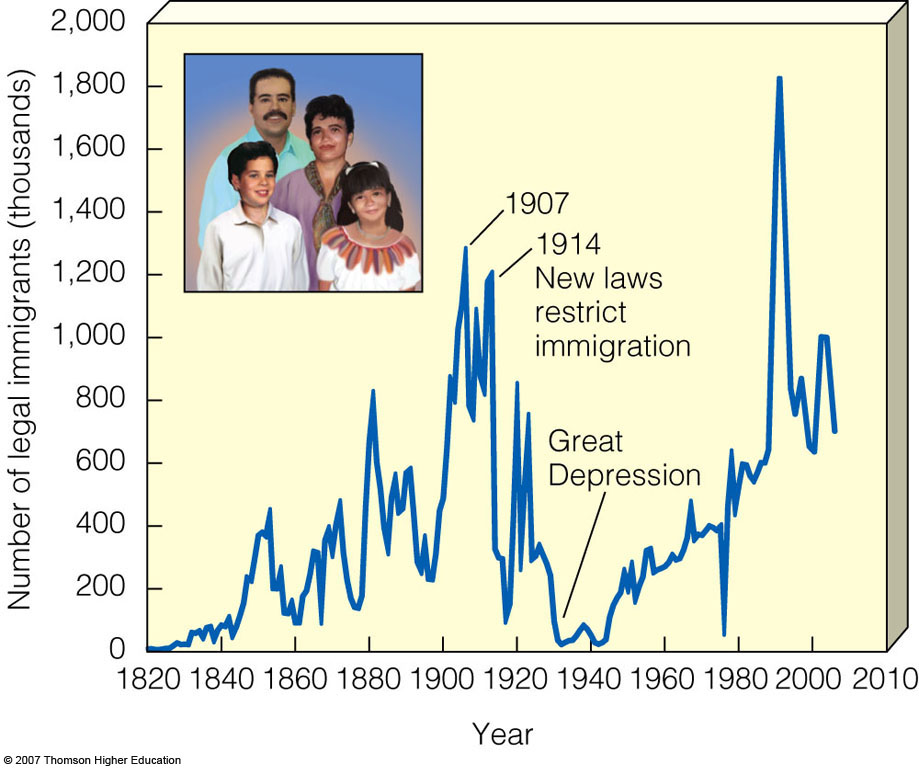 Number of legal immigrants (thousands)
2,000
1,800
1,600
1,400
1,200
1,000
800
600
400
200
0
1907
1914
New laws
restrict
immigration
Great
Depression
1820 1840 1860 1880 1900 1920 1940 1960 1980 2000 2010
Year
© 2007 Thomson Higher Education